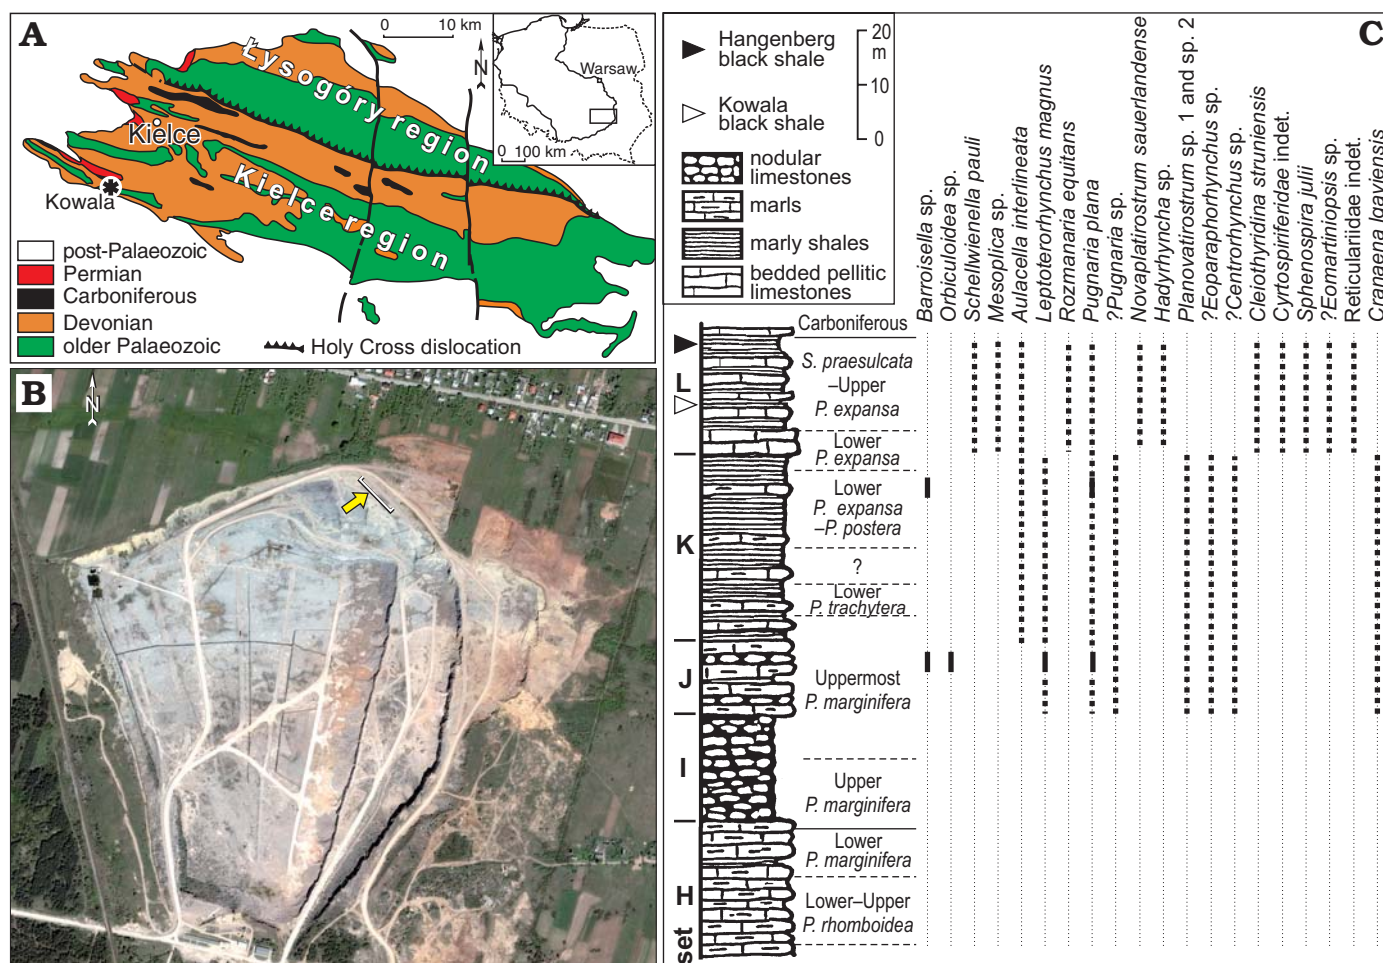 A
0 10 km
N
Warsaw
0 100 km
Łysogóry region
Kielce
Kielce region
Kowala
post-Palaeozoic
Permian
Carboniferous
Devonian
older Palaeozoic
Holy Cross dislocation
B
N
C
Hangenberg
black shale
Kowala
black shale
20
m
10
0
nodular
limestones
marls
marly shales
bedded pellitic
limestones
Barroisella sp.
Orbiculoidea sp.
Schellwienella pauli
Mesoplica sp.
Aulacella interlineata
Leptoterorhynchus magnus
Rozmanaria equitans
Pugnaria plana
?Pugnaria sp.
Novaplatirostrum sauerlandense
Hadyrhyncha sp.
Planovatirostrum sp. 1 and sp. 2
?Eoparaphorhynchus sp.
?Centrorhynchus sp.
Cleiothyridina struniensis
Cyrtospiriferidae indet.
Sphenospira julii
?Eomartiniopsis sp.
Reticulariidae indet.
Cranaena lgaviensis
Carboniferous
L
S. praesulcata
–Upper
P. expansa
Lower
P. expansa
K
Lower
P. expansa
–P. postera
?
Lower
P. trachytera
J
Uppermost
P. marginifera
I
Upper
P. marginifera
H
Lower
P. marginifera
Lower–Upper
P. rhomboidea
set